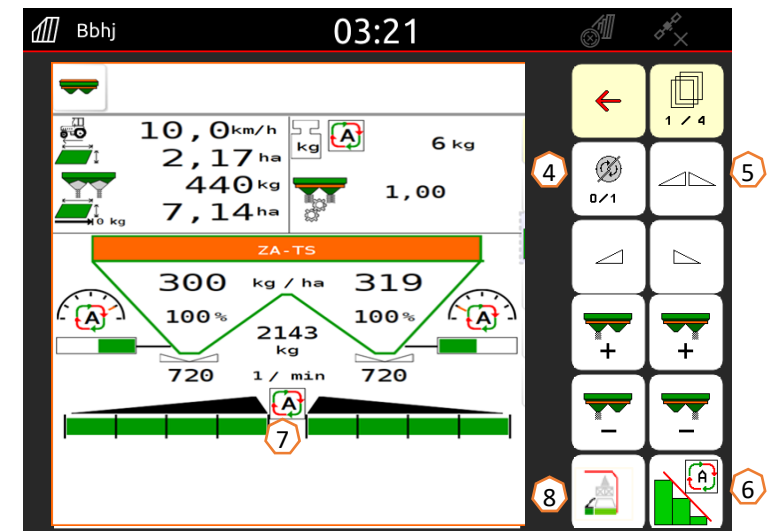 Bbhj 03:21
1 / 4
10,0km/h
2,17ha
440kg
7,14ha
0 kg
kg A 6 kg
1,00
4
0/1
5
ZA-TS
300 kg / ha 319
A 100% 100% A
2143
kg
720 1/ min 720
A
7
+ +
- -
8
A
6